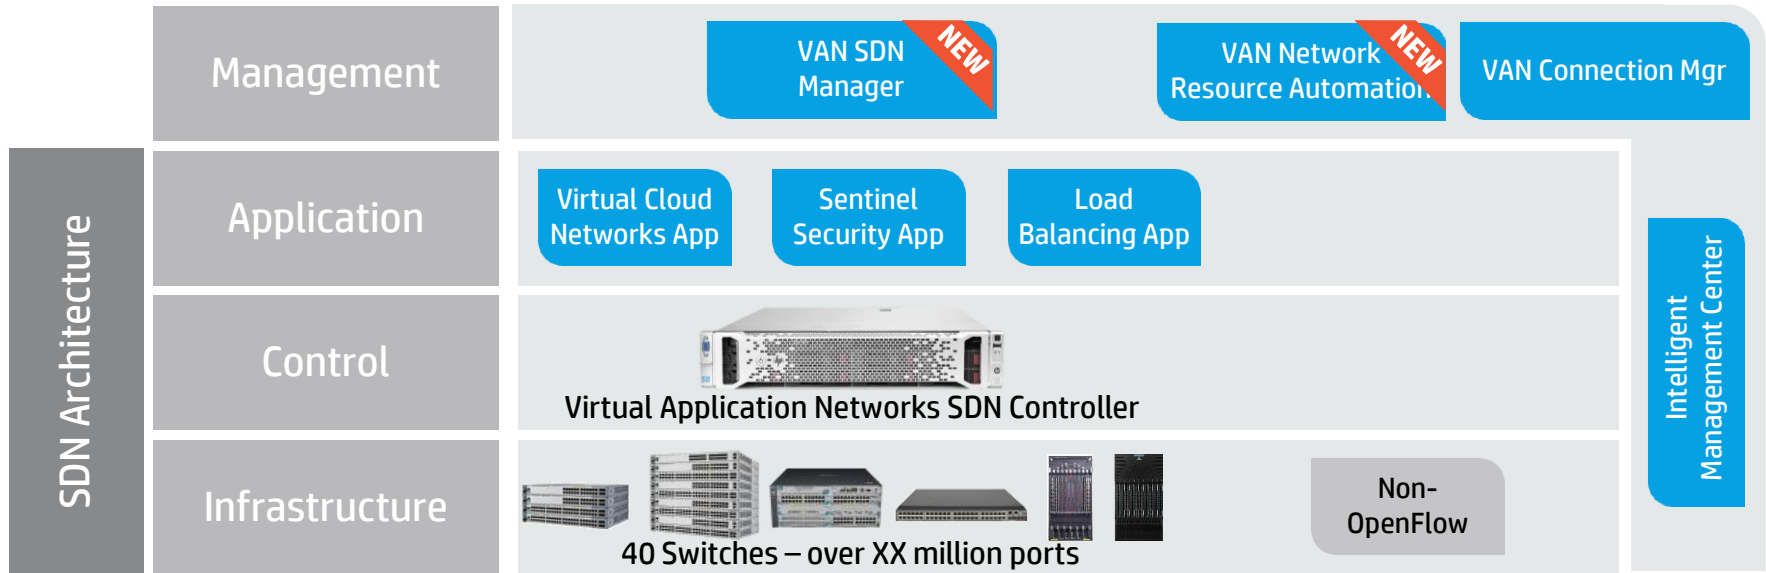 Management
VAN SDN
Manager
NEW
VAN Network
Resource Automation
NEW
VAN Connection Mgr
SDN Architecture
Application
Virtual Cloud
Networks App
Sentinel
Security App
Load
Balancing App
Intelligent
Management Center
Control
Virtual Application Networks SDN Controller
Infrastructure
40 Switches – over XX million ports
Non-
OpenFlow